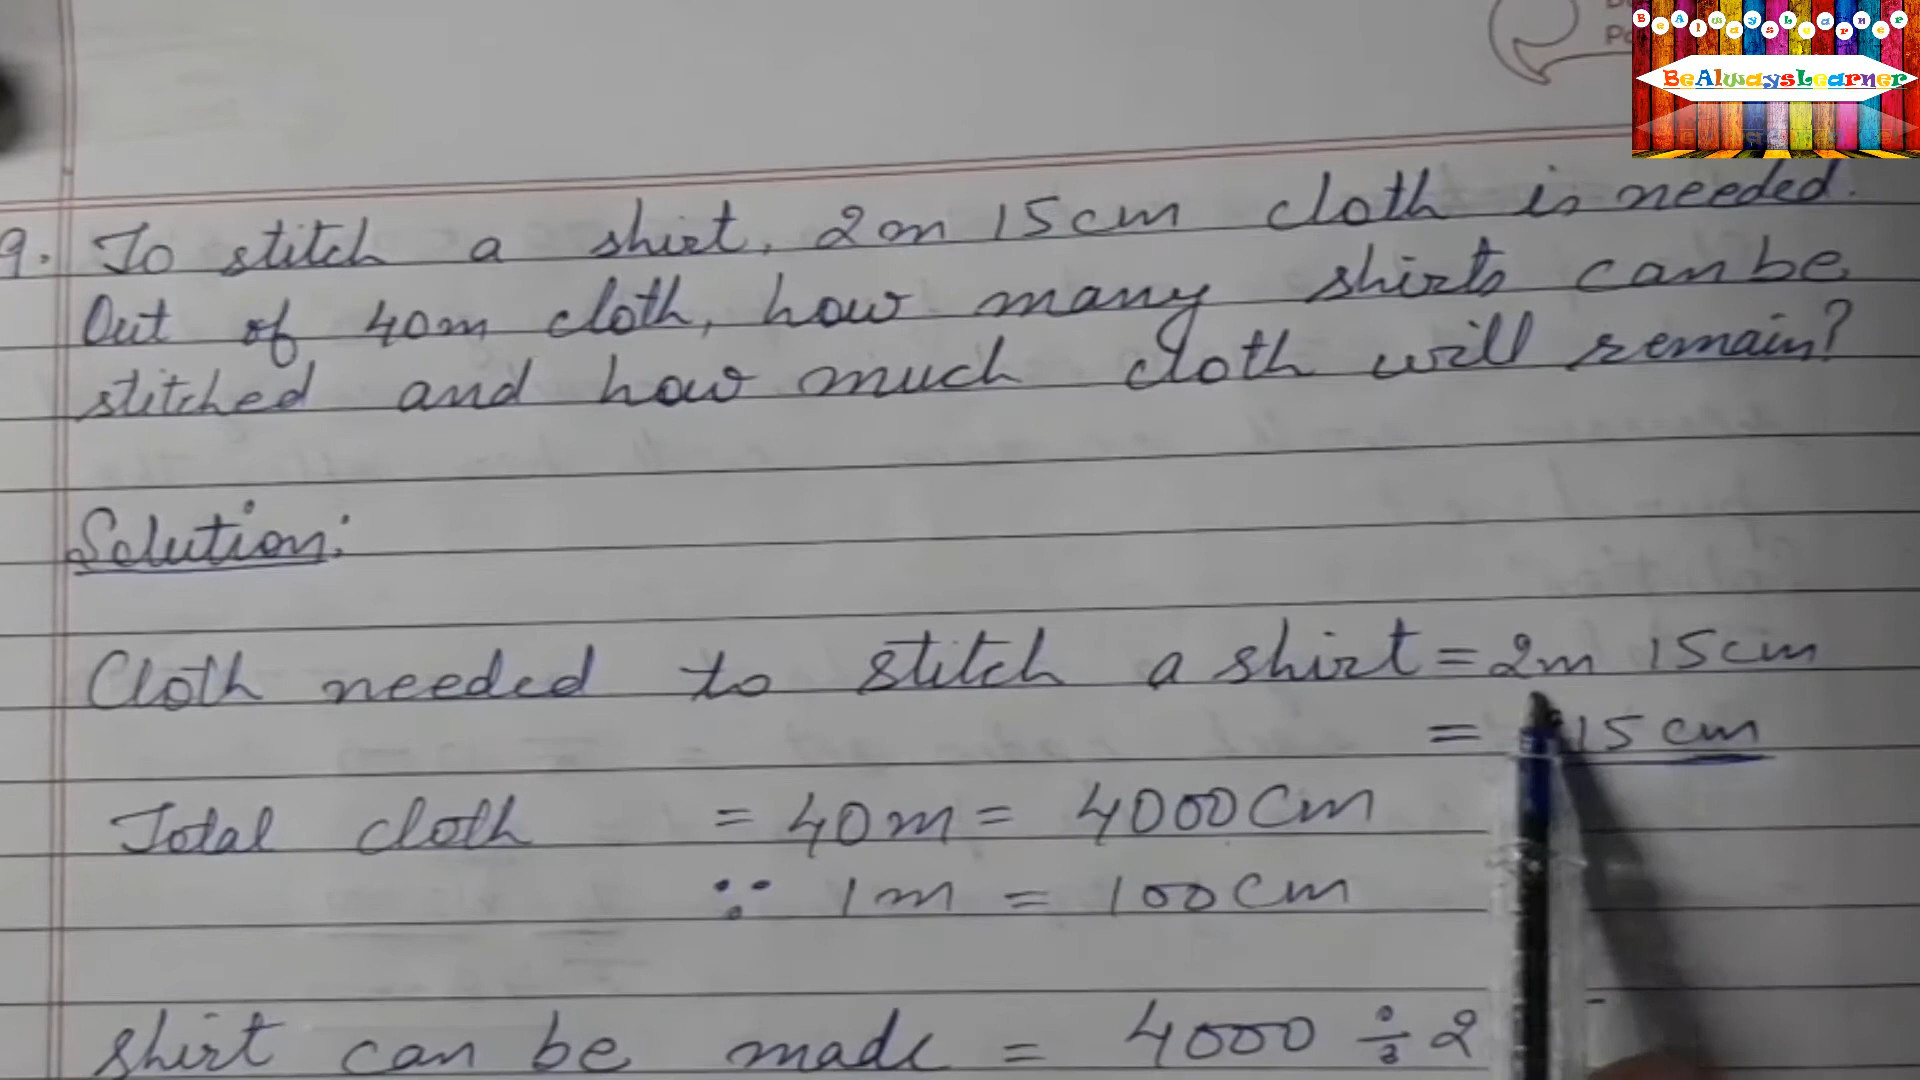 BeAlwaysLearner
BeAlwaysLearner
9. To stitch a shirt, 2m 15cm cloth is needed.
Out of 40m cloth, how many shirts can be
stitched and how much cloth will remain?
Solution:
Cloth needed to stitch a shirt = 2m 15cm
= 15 cm
Total cloth = 40m = 4000cm
∵ 1m = 100cm
Shirt can be made = 4000 ÷ 2